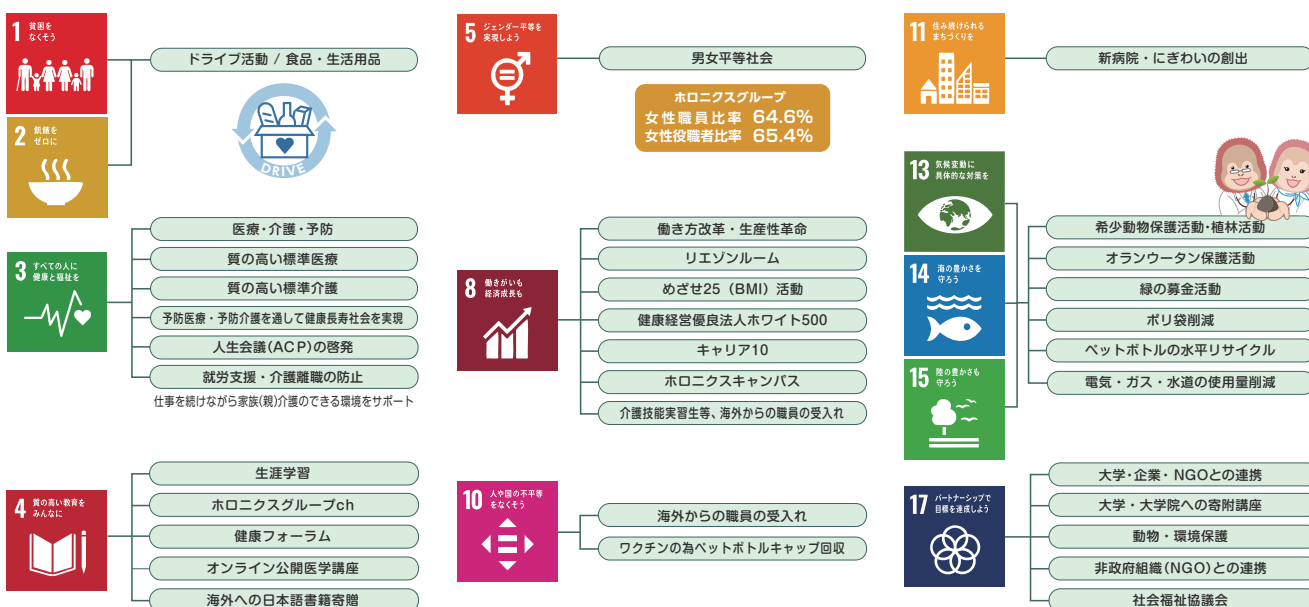 1 貧困を
なくそう
2 飢餓を
ゼロに
ドライブ活動 / 食品・生活用品
DRIVE
3 すべての人に
健康と福祉を
医療・介護・予防
質の高い標準医療
質の高い標準介護
予防医療・予防介護を通して健康長寿社会を実現
人生会議(ACP)の啓発
就労支援・介護離職の防止
仕事を続けながら家族(親)介護のできる環境をサポート
4 質の高い教育を
みんなに
生涯学習
ホロニクスグループch
健康フォーラム
オンライン公開医学講座
海外への日本語書籍寄贈
5 ジェンダー平等を
実現しよう
男女平等社会
ホロニクスグループ
女性職員比率 64.6%
女性役職者比率 65.4%
8 働きがいも
経済成長も
働き方改革・生産性革命
リエゾンルーム
めざせ25（BMI）活動
健康経営優良法人ホワイト500
キャリア10
ホロニクスキャンパス
介護技能実習生等、海外からの職員の受入れ
10 人や国の不平等
をなくそう
海外からの職員の受入れ
ワクチンの為ペットボトルキャップ回収
11 住み続けられる
まちづくりを
新病院・にぎわいの創出
13 気候変動に
具体的な対策を
14 海の豊かさを
守ろう
15 陸の豊かさも
守ろう
希少動物保護活動・植林活動
オランウータン保護活動
緑の募金活動
ポリ袋削減
ペットボトルの水平リサイクル
電気・ガス・水道の使用量削減
17 パートナーシップで
目標を達成しよう
大学・企業・NGOとの連携
大学・大学院への寄附講座
動物・環境保護
非政府組織(NGO)との連携
社会福祉協議会